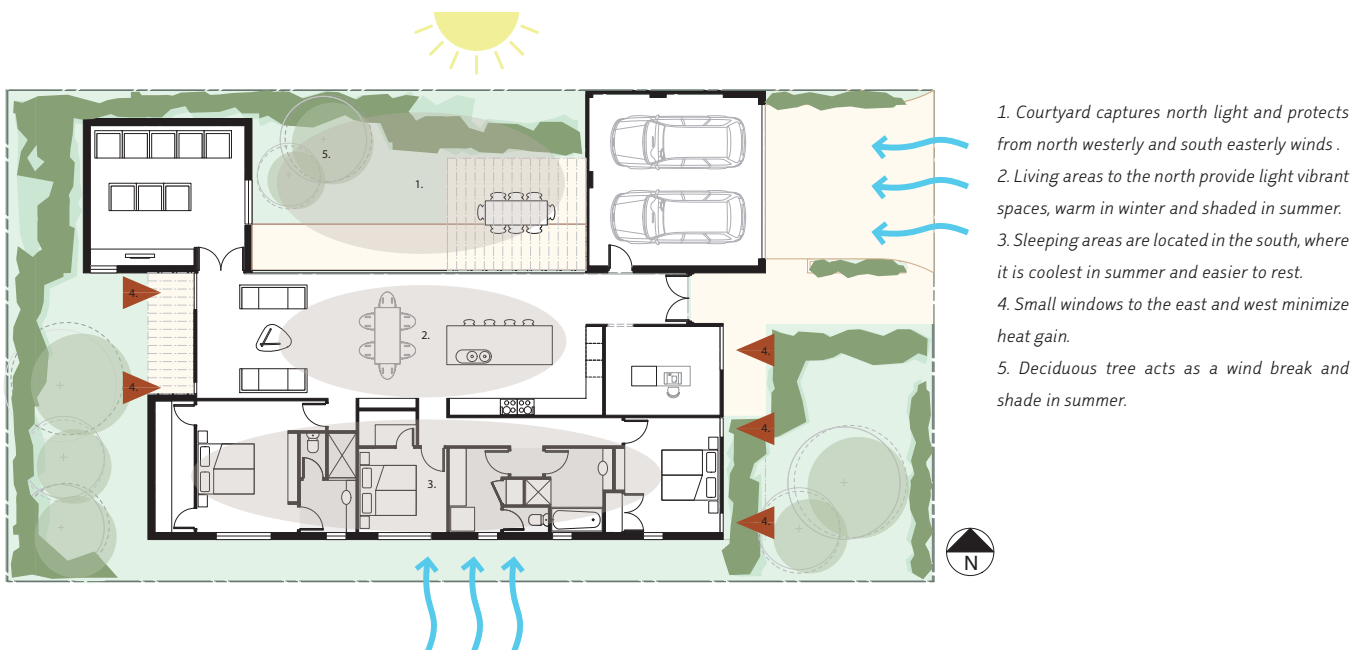 5.
1.
4.
2.
4.
4.
4.
3.
4.
N
1. Courtyard captures north light and protects
from north westerly and south easterly winds .
2. Living areas to the north provide light vibrant
spaces, warm in winter and shaded in summer.
3. Sleeping areas are located in the south, where
it is coolest in summer and easier to rest.
4. Small windows to the east and west minimize
heat gain.
5. Deciduous tree acts as a wind break and
shade in summer.